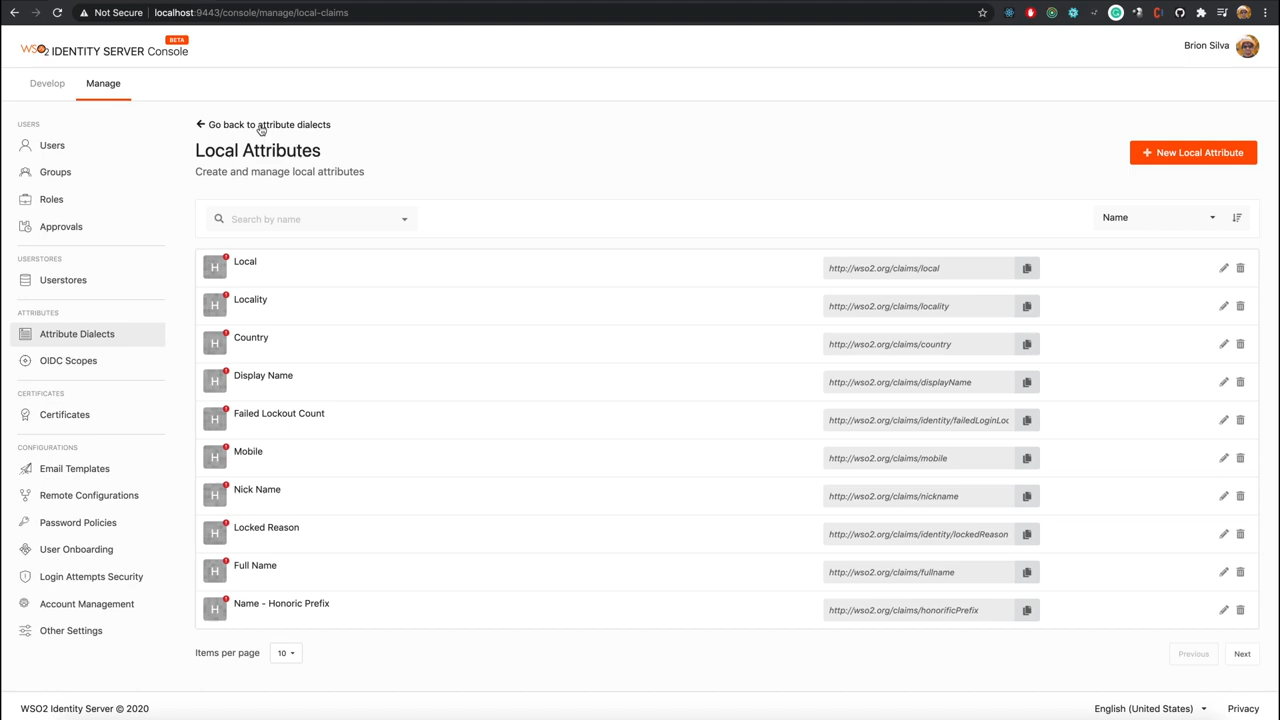 Not Secure localhost:9443/console/manage/local-claims
WSO2 IDENTITY SERVER Console
BETA
Brion Silva
Develop
Manage
USERS
Users
Groups
Roles
Approvals
USERSTORES
Userstores
ATTRIBUTES
Attribute Dialects
OIDC Scopes
CERTIFICATES
Certificates
CONFIGURATIONS
Email Templates
Remote Configurations
Password Policies
User Onboarding
Login Attempts Security
Account Management
Other Settings
Go back to attribute dialects
Local Attributes
Create and manage local attributes
New Local Attribute
Search by name
Name
H Local http://wso2.org/claims/local
H Locality http://wso2.org/claims/locality
H Country http://wso2.org/claims/country
H Display Name http://wso2.org/claims/displayName
H Failed Lockout Count http://wso2.org/claims/identity/failedLoginLoc
H Mobile http://wso2.org/claims/mobile
H Nick Name http://wso2.org/claims/nickname
H Locked Reason http://wso2.org/claims/identity/lockedReason
H Full Name http://wso2.org/claims/fullname
H Name - Honoric Prefix http://wso2.org/claims/honorificPrefix
Items per page 10
Previous
Next
WSO2 Identity Server © 2020
English (United States)
Privacy